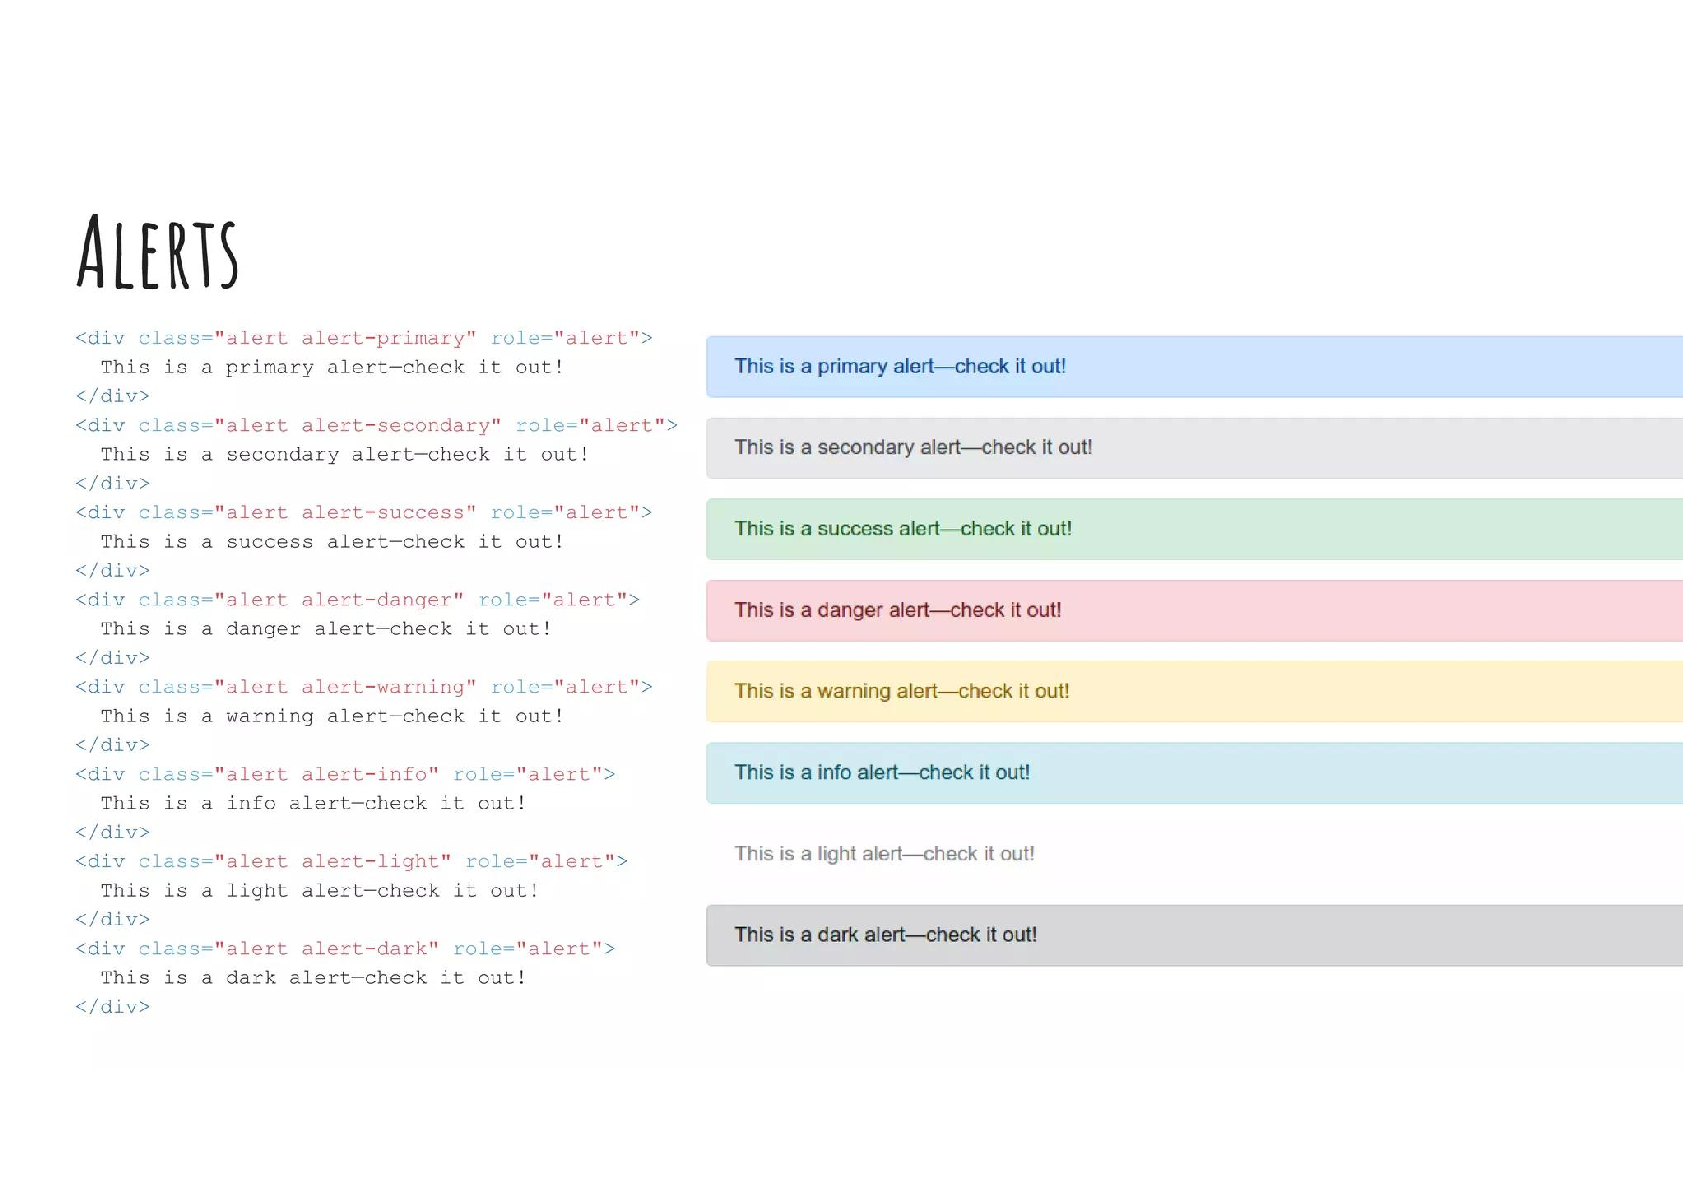 ALERTS
<div class="alert alert-primary" role="alert">
  This is a primary alert—check it out!
</div>
<div class="alert alert-secondary" role="alert">
  This is a secondary alert—check it out!
</div>
<div class="alert alert-success" role="alert">
  This is a success alert—check it out!
</div>
<div class="alert alert-danger" role="alert">
  This is a danger alert—check it out!
</div>
<div class="alert alert-warning" role="alert">
  This is a warning alert—check it out!
</div>
<div class="alert alert-info" role="alert">
  This is a info alert—check it out!
</div>
<div class="alert alert-light" role="alert">
  This is a light alert—check it out!
</div>
<div class="alert alert-dark" role="alert">
  This is a dark alert—check it out!
</div>
This is a primary alert—check it out!
This is a secondary alert—check it out!
This is a success alert—check it out!
This is a danger alert—check it out!
This is a warning alert—check it out!
This is a info alert—check it out!
This is a light alert—check it out!
This is a dark alert—check it out!